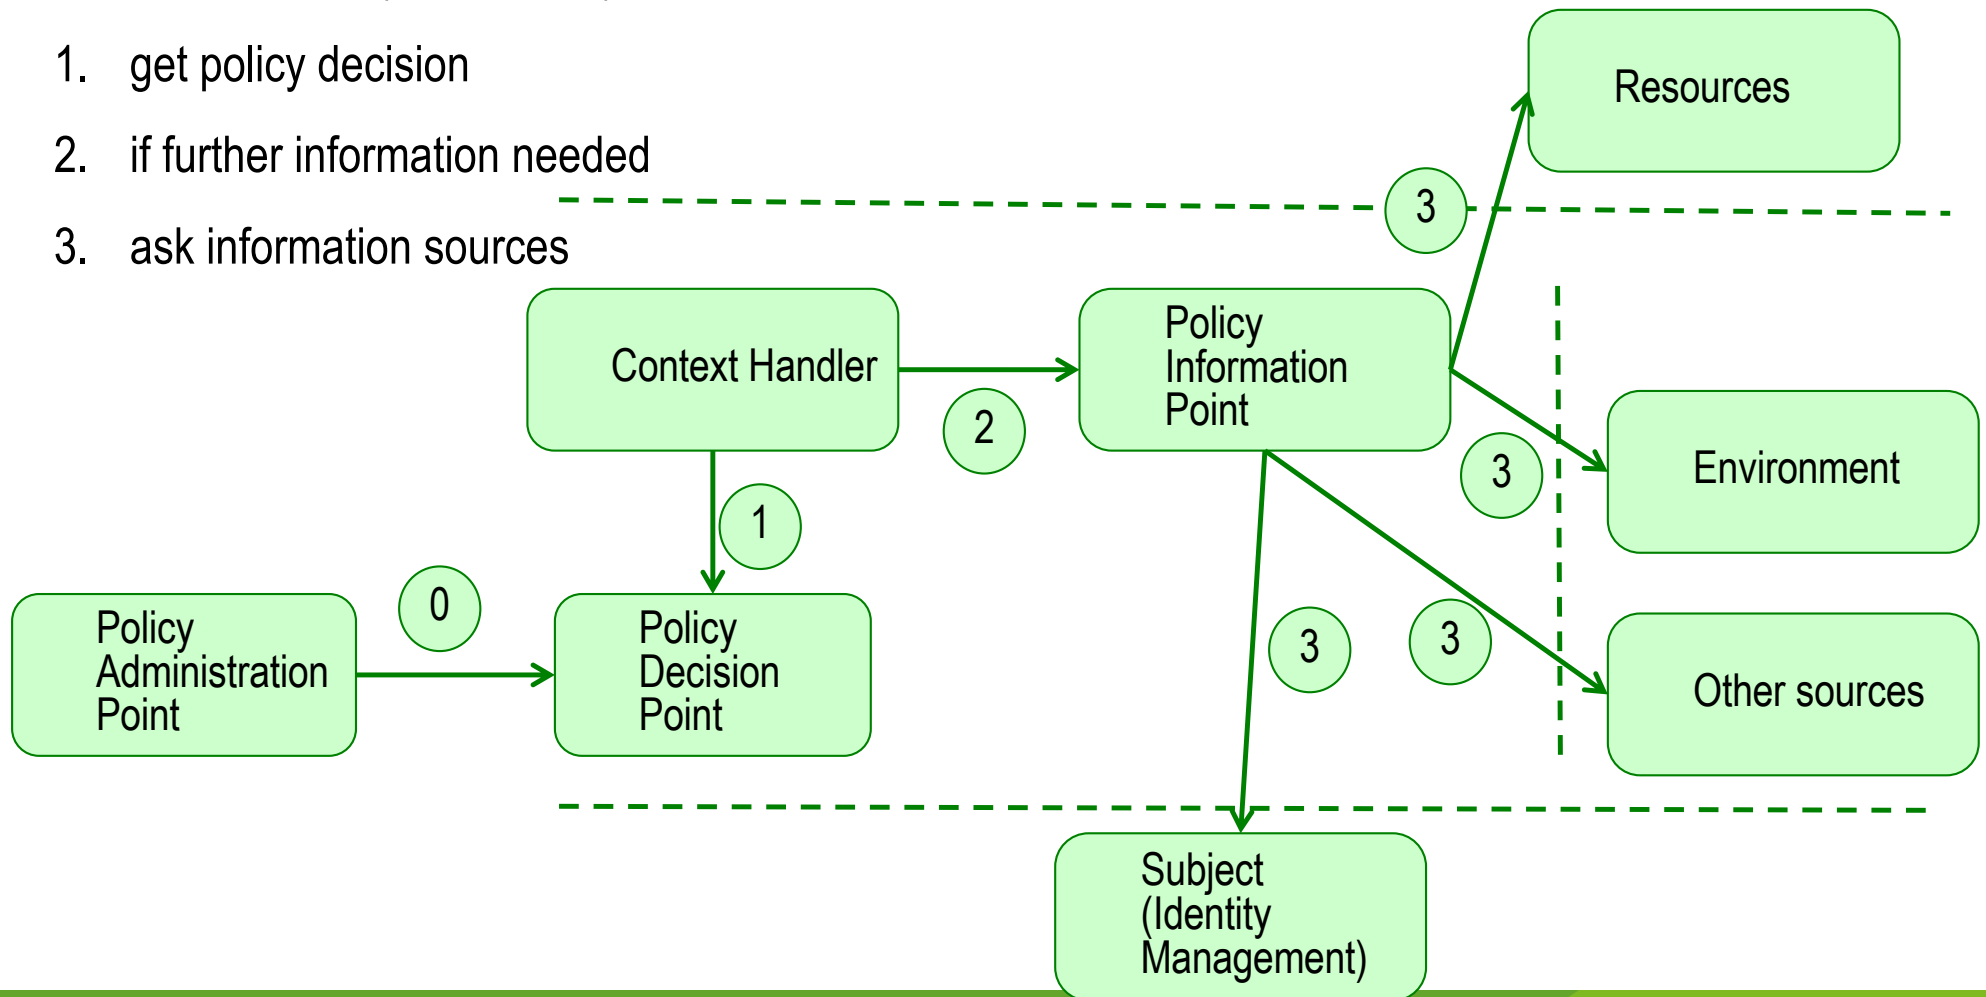 1. get policy decision
2. if further information needed
3. ask information sources
Resources
3
Context Handler
Policy
Information
Point
2
3
Environment
1
0
Policy
Administration
Point
Policy
Decision
Point
3
3
Other sources
Subject
(Identity
Management)